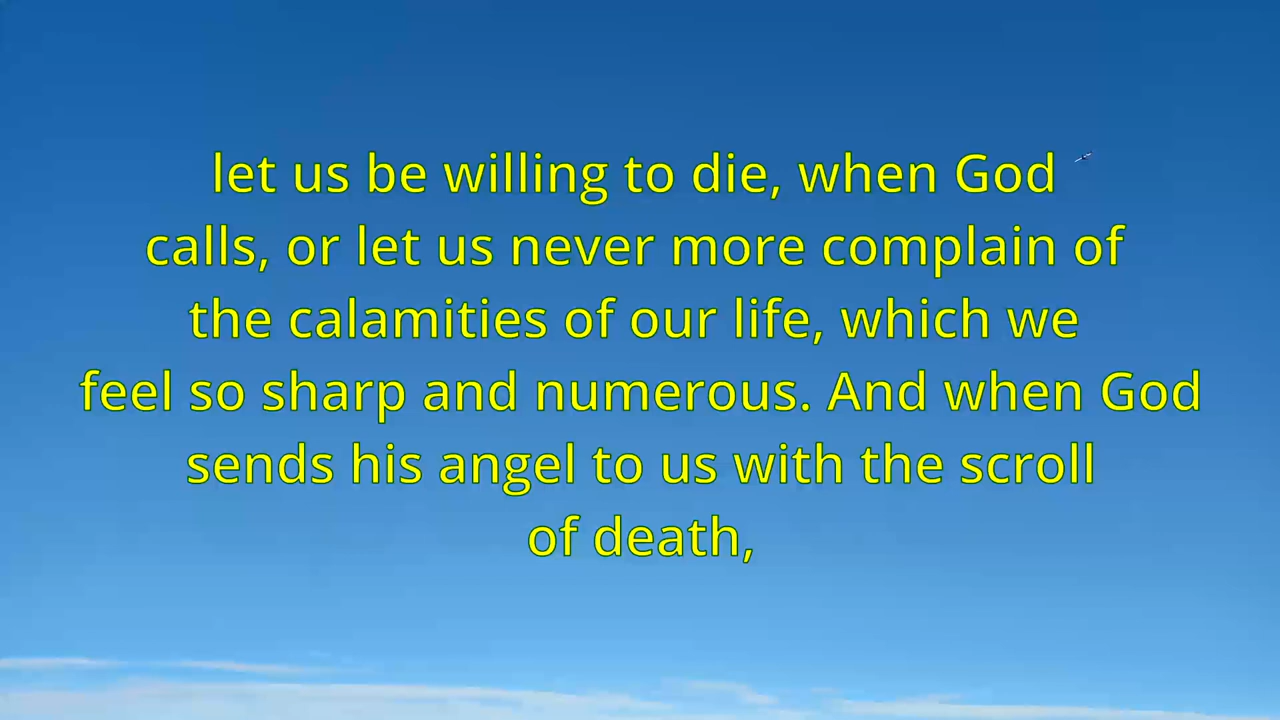 let us be willing to die, when God
calls, or let us never more complain of
the calamities of our life, which we
feel so sharp and numerous. And when God
sends his angel to us with the scroll
of death,